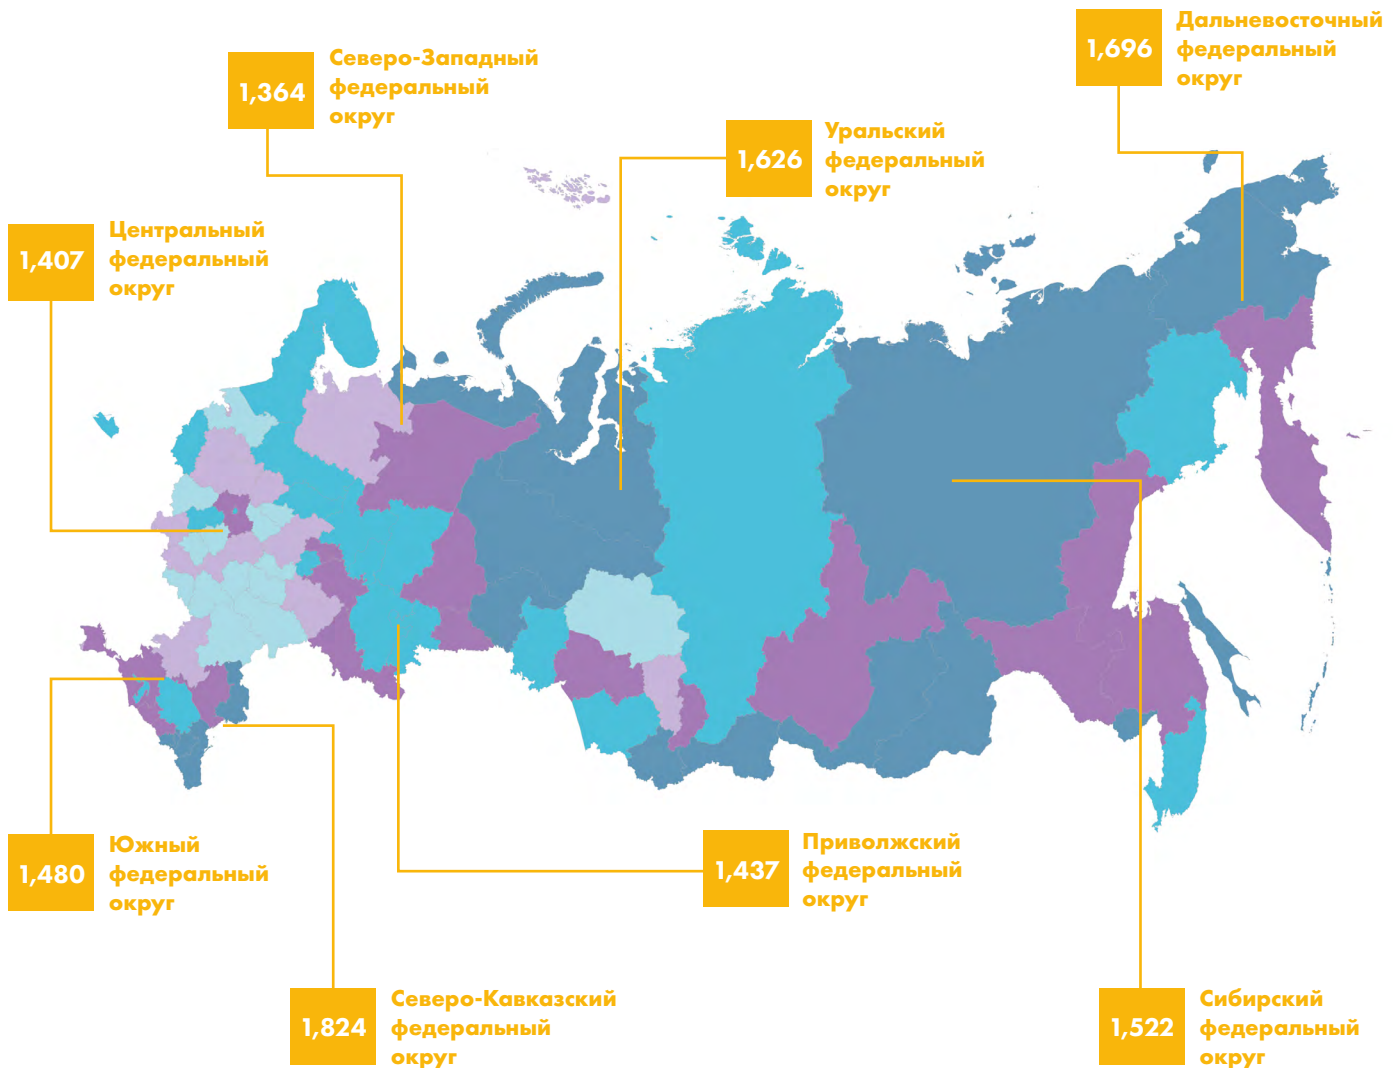 1,696
Дальневосточный
федеральный
округ
1,364
Северо-Западный
федеральный
округ
1,626
Уральский
федеральный
округ
1,407
Центральный
федеральный
округ
1,480
Южный
федеральный
округ
1,437
Приволжский
федеральный
округ
1,824
Северо-Кавказский
федеральный
округ
1,522
Сибирский
федеральный
округ